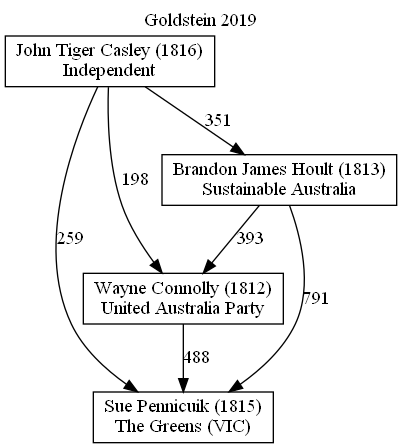 Goldstein 2019
John Tiger Casley (1816)
Independent
351
Brandon James Hoult (1813)
Sustainable Australia
198
259
393
Wayne Connolly (1812)
United Australia Party
791
488
Sue Pennicuik (1815)
The Greens (VIC)